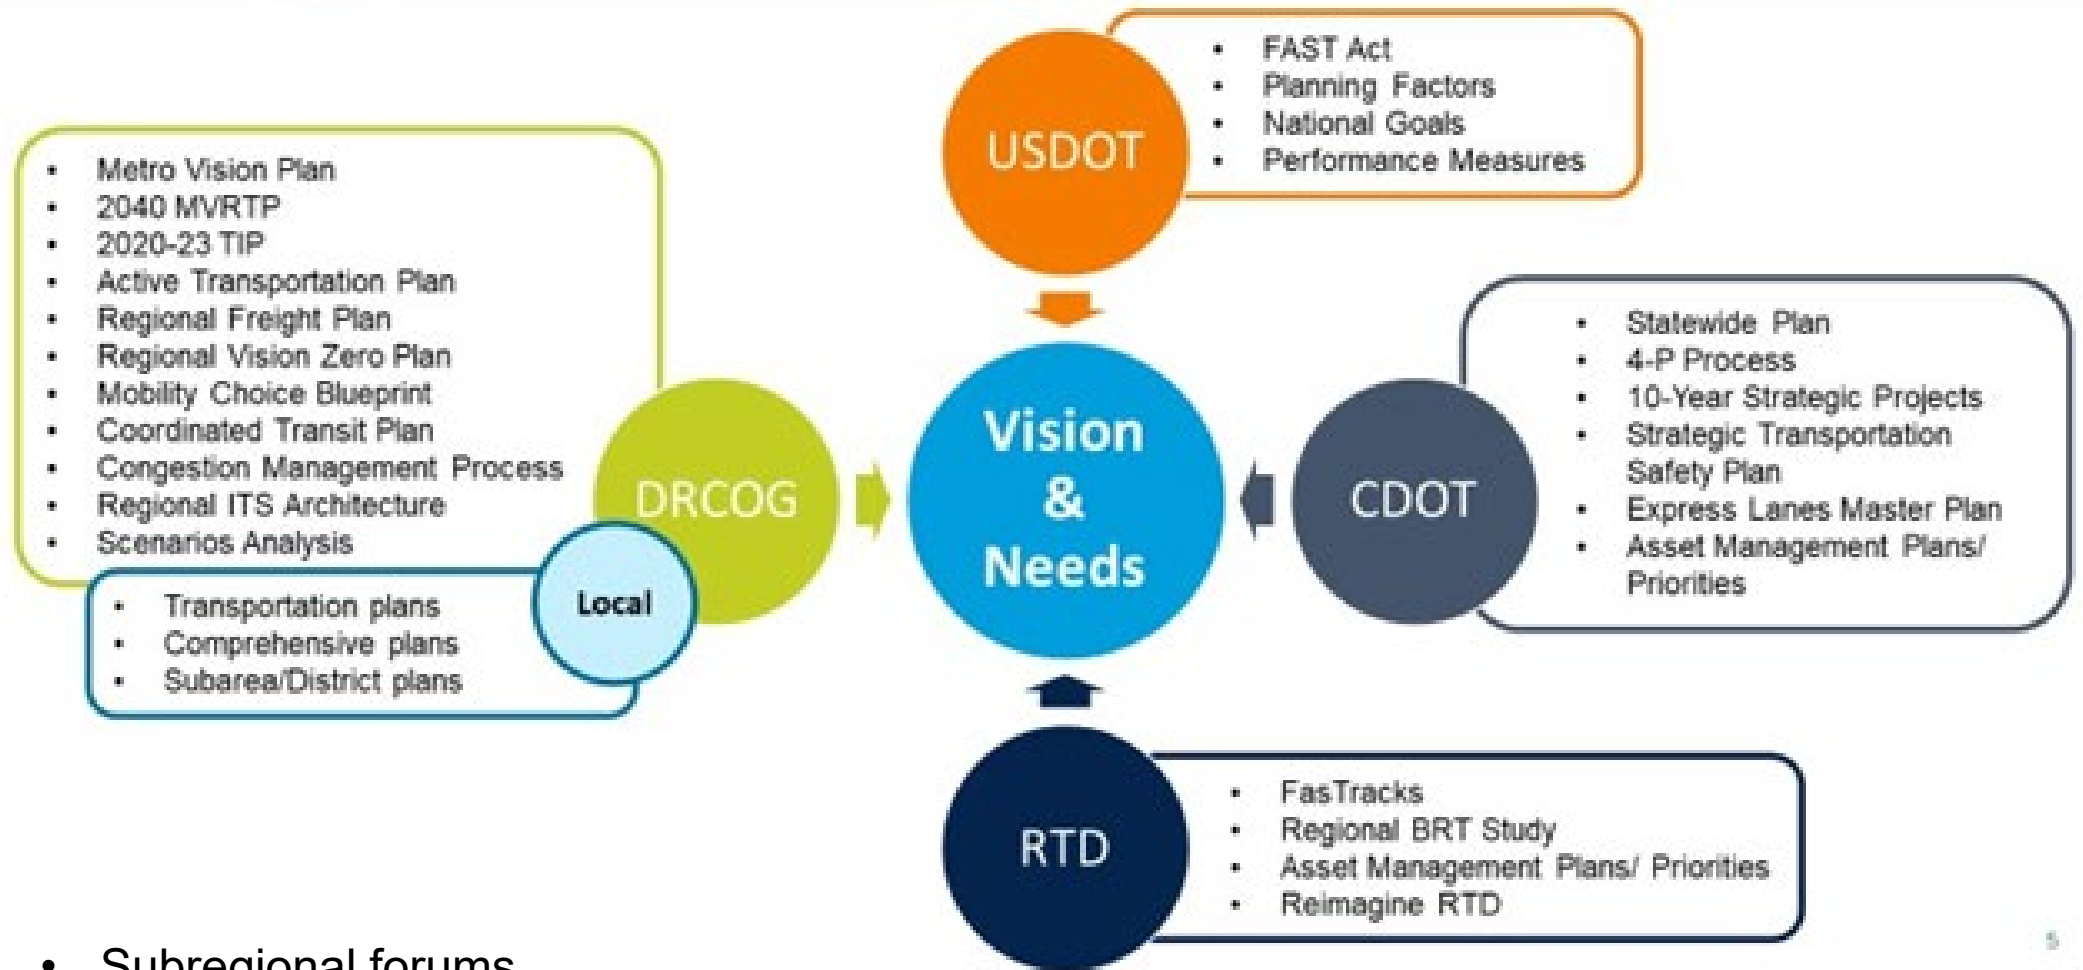 USDOT
• FAST Act
• Planning Factors
• National Goals
• Performance Measures
• Metro Vision Plan
• 2040 MVRTP
• 2020-23 TIP
• Active Transportation Plan
• Regional Freight Plan
• Regional Vision Zero Plan
• Mobility Choice Blueprint
• Coordinated Transit Plan
• Congestion Management Process
• Regional ITS Architecture
• Scenarios Analysis
DRCOG
Local
• Transportation plans
• Comprehensive plans
• Subarea/District plans
Vision
&
Needs
CDOT
• Statewide Plan
• 4-P Process
• 10-Year Strategic Projects
• Strategic Transportation
Safety Plan
• Express Lanes Master Plan
• Asset Management Plans/
Priorities
RTD
• FasTracks
• Regional BRT Study
• Asset Management Plans/ Priorities
• Reimagine RTD
5
• Subregional forums